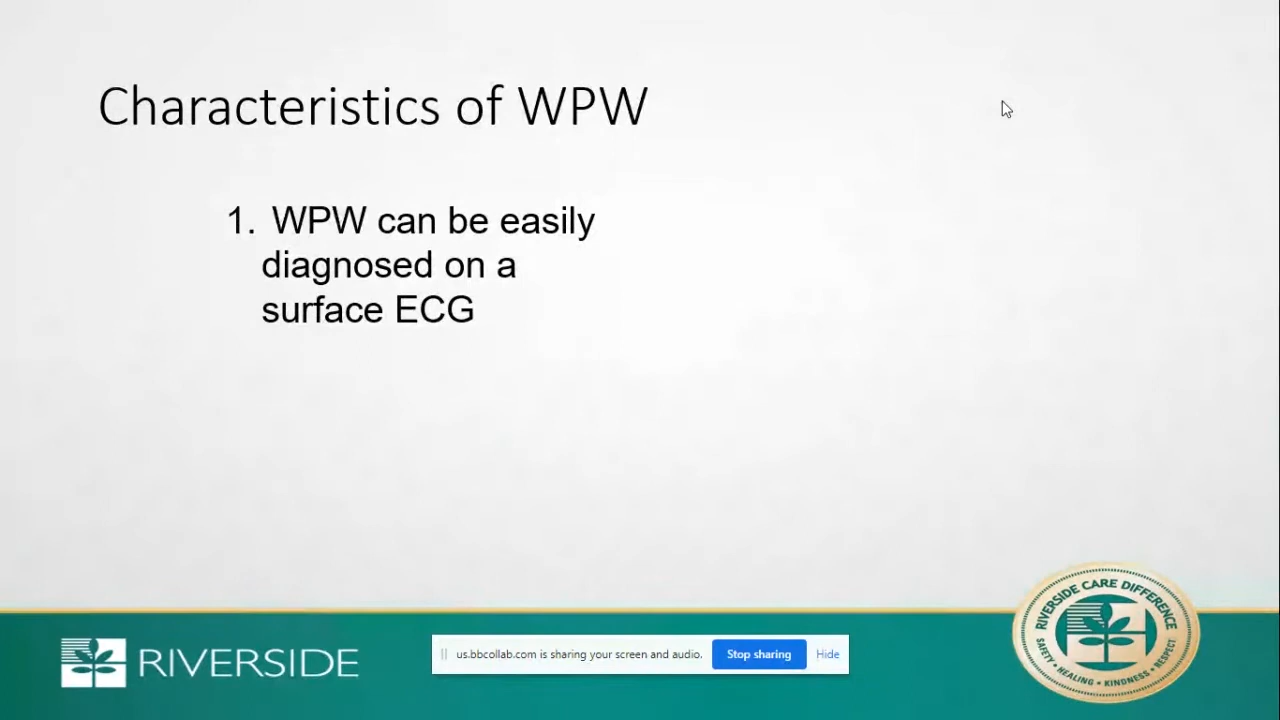 Characteristics of WPW
1. WPW can be easily
diagnosed on a
surface ECG
RIVERSIDE
us.bbcollab.com is sharing your screen and audio.
Stop sharing
Hide
RIVERSIDE CARE DIFFERENCE
SAFETY • HEALING • KINDNESS • RESPECT